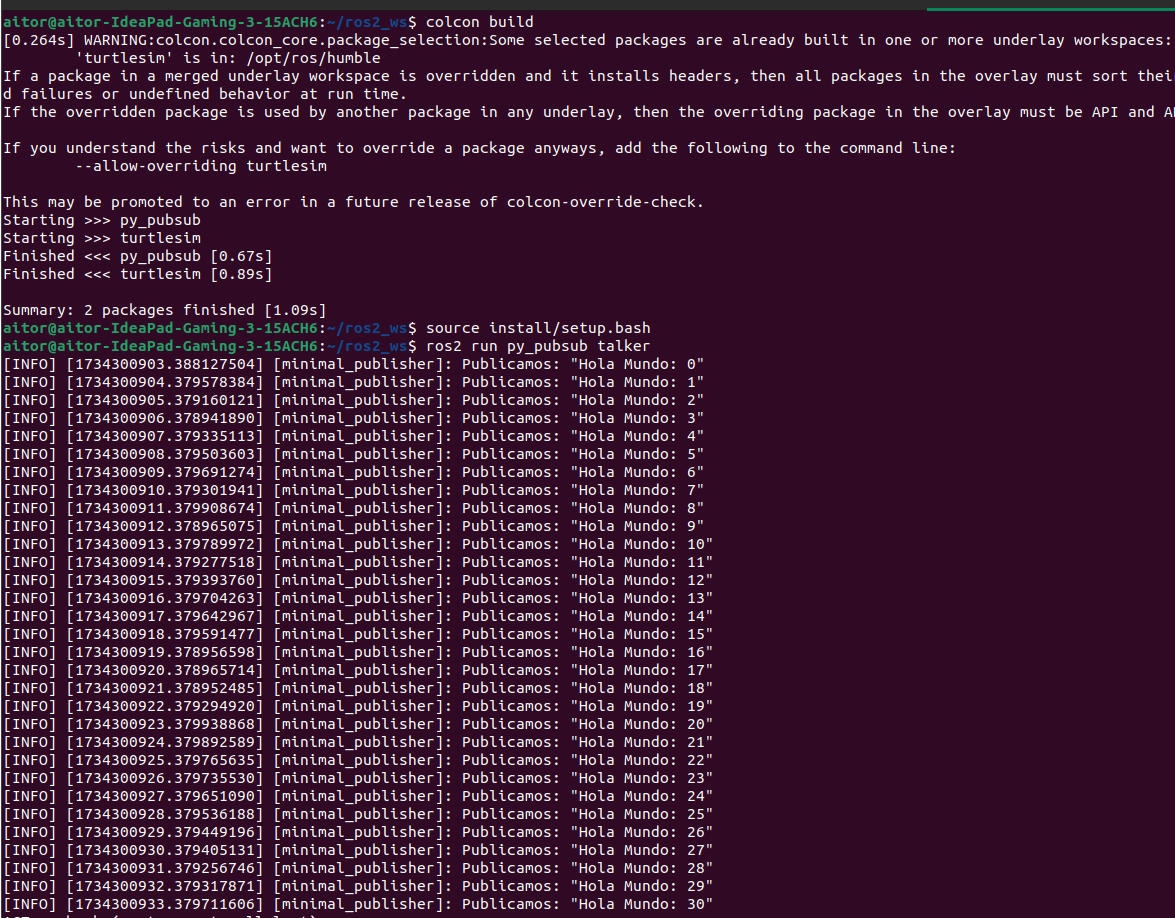 aitor@aitor-IdeaPad-Gaming-3-15ACH6:~/ros2_ws$ colcon build
[0.264s] WARNING:colcon.colcon_core.package_selection:Some selected packages are already built in one or more underlay workspaces:
'turtlesim' is in: /opt/ros/humble
If a package in a merged underlay workspace is overridden and it installs headers, then all packages in the overlay must sort
d failures or undefined behavior at run time.
If the overridden package is used by another package in any underlay, then the overriding package in the overlay must be API and
If you understand the risks and want to override a package anyways, add the following to the command line:
--allow-overriding turtlesim
This may be promoted to an error in a future release of colcon-override-check.
Starting >>> py_pubsub
Starting >>> turtlesim
Finished <<< py_pubsub [0.67s]
Finished <<< turtlesim [0.89s]
Summary: 2 packages finished [1.09s]
aitor@aitor-IdeaPad-Gaming-3-15ACH6:~/ros2_ws$ source install/setup.bash
aitor@aitor-IdeaPad-Gaming-3-15ACH6:~/ros2_ws$ ros2 run py_pubsub talker
[INFO] [1734300903.388127504] [minimal_publisher]: Publicamos: "Hola Mundo: 0"
[INFO] [1734300904.379578384] [minimal_publisher]: Publicamos: "Hola Mundo: 1"
[INFO] [1734300905.379160121] [minimal_publisher]: Publicamos: "Hola Mundo: 2"
[INFO] [1734300906.378941890] [minimal_publisher]: Publicamos: "Hola Mundo: 3"
[INFO] [1734300907.379335113] [minimal_publisher]: Publicamos: "Hola Mundo: 4"
[INFO] [1734300908.379503603] [minimal_publisher]: Publicamos: "Hola Mundo: 5"
[INFO] [1734300909.379691274] [minimal_publisher]: Publicamos: "Hola Mundo: 6"
[INFO] [1734300910.379301941] [minimal_publisher]: Publicamos: "Hola Mundo: 7"
[INFO] [1734300911.379908674] [minimal_publisher]: Publicamos: "Hola Mundo: 8"
[INFO] [1734300912.378965075] [minimal_publisher]: Publicamos: "Hola Mundo: 9"
[INFO] [1734300913.379789972] [minimal_publisher]: Publicamos: "Hola Mundo: 10"
[INFO] [1734300914.379277518] [minimal_publisher]: Publicamos: "Hola Mundo: 11"
[INFO] [1734300915.379393760] [minimal_publisher]: Publicamos: "Hola Mundo: 12"
[INFO] [1734300916.379704263] [minimal_publisher]: Publicamos: "Hola Mundo: 13"
[INFO] [1734300917.379642967] [minimal_publisher]: Publicamos: "Hola Mundo: 14"
[INFO] [1734300918.379591477] [minimal_publisher]: Publicamos: "Hola Mundo: 15"
[INFO] [1734300919.378956598] [minimal_publisher]: Publicamos: "Hola Mundo: 16"
[INFO] [1734300920.378965714] [minimal_publisher]: Publicamos: "Hola Mundo: 17"
[INFO] [1734300921.378952485] [minimal_publisher]: Publicamos: "Hola Mundo: 18"
[INFO] [1734300922.379294920] [minimal_publisher]: Publicamos: "Hola Mundo: 19"
[INFO] [1734300923.379938868] [minimal_publisher]: Publicamos: "Hola Mundo: 20"
[INFO] [1734300924.379892589] [minimal_publisher]: Publicamos: "Hola Mundo: 21"
[INFO] [1734300925.379765635] [minimal_publisher]: Publicamos: "Hola Mundo: 22"
[INFO] [1734300926.379735530] [minimal_publisher]: Publicamos: "Hola Mundo: 23"
[INFO] [1734300927.379651090] [minimal_publisher]: Publicamos: "Hola Mundo: 24"
[INFO] [1734300928.379536188] [minimal_publisher]: Publicamos: "Hola Mundo: 25"
[INFO] [1734300929.379449196] [minimal_publisher]: Publicamos: "Hola Mundo: 26"
[INFO] [1734300930.379405131] [minimal_publisher]: Publicamos: "Hola Mundo: 27"
[INFO] [1734300931.379256746] [minimal_publisher]: Publicamos: "Hola Mundo: 28"
[INFO] [1734300932.379317871] [minimal_publisher]: Publicamos: "Hola Mundo: 29"
[INFO] [1734300933.379711606] [minimal_publisher]: Publicamos: "Hola Mundo: 30"